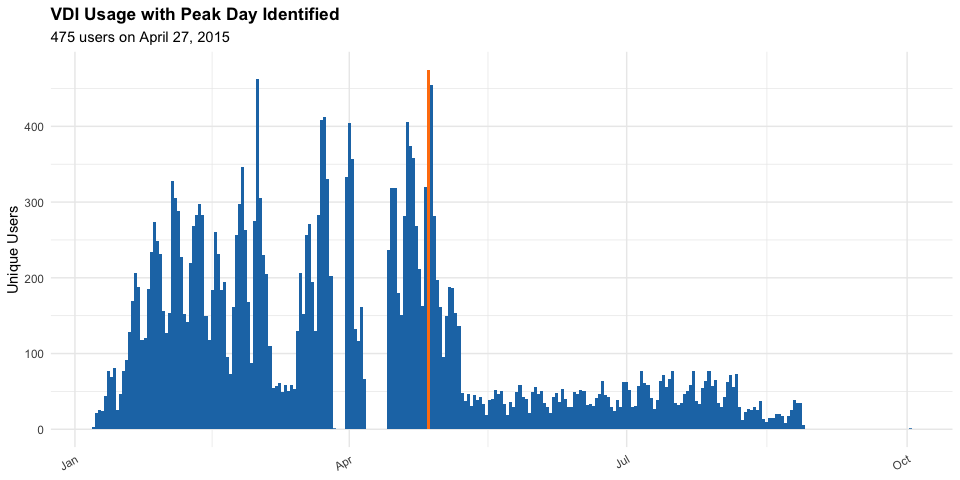 VDI Usage with Peak Day Identified
475 users on April 27, 2015
Unique Users
400
300
200
100
0
Jan
Apr
Jul
Oct